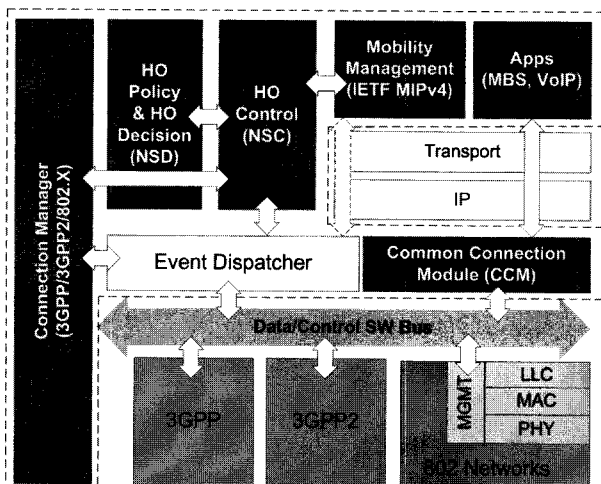 Connection Manager
(3GPP/3GPP2/802.X)
HO
Policy
& HO
Decision
(NSD)
HO
Control
(NSC)
Mobility
Management
(IETF MIPv4)
Apps
(MBS, VoIP)
Transport
IP
Event Dispatcher
Common Connection
Module (CCM)
Data/Control SW Bus
3GPP
3GPP2
MGMT
LLC
MAC
PHY
802 Networks